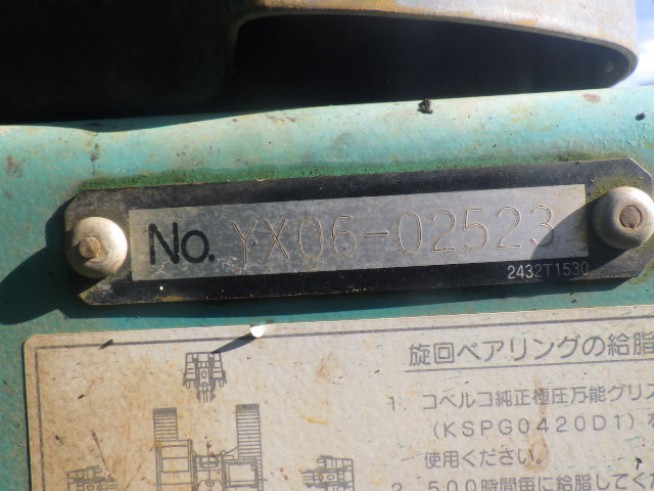 No. YX06-02523
2432T1530
旋回ベアリングの給脂
1. コベルコ純正極圧万能グリス
(KSPG0420D1)を
使用ください。
2. 500時間毎に給脂してくだ